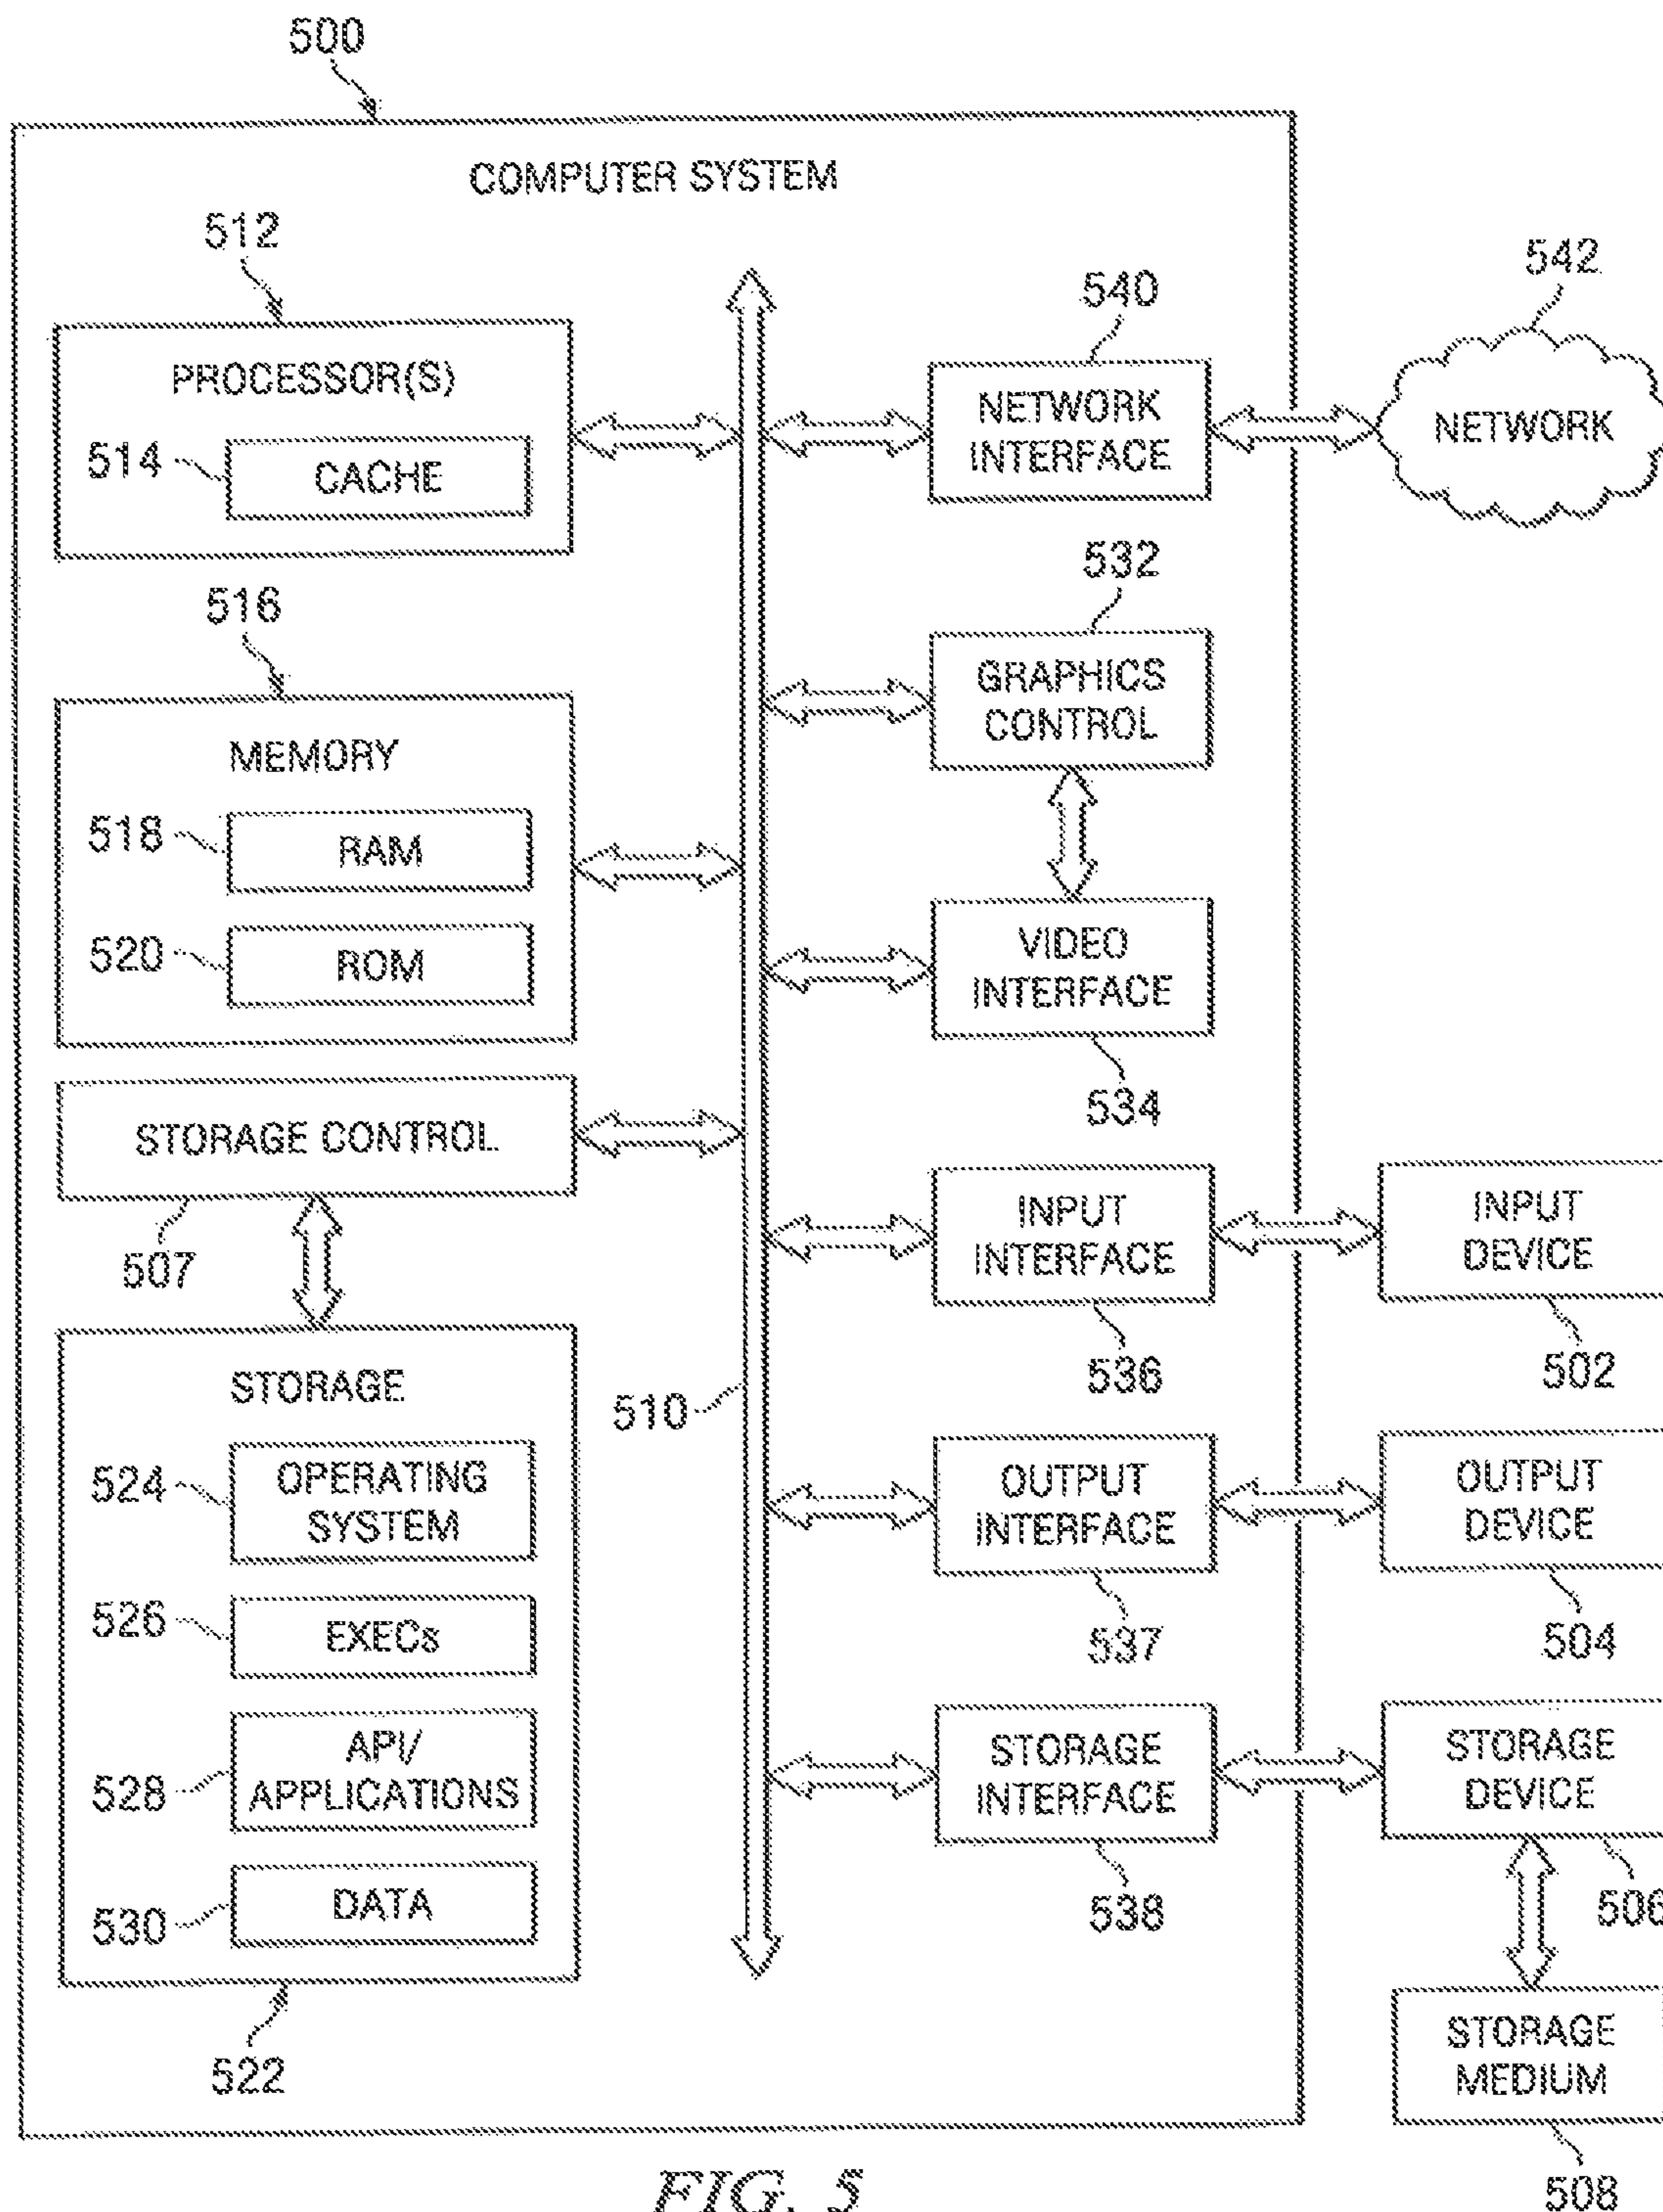 500
COMPUTER SYSTEM
512
PROCESSOR(S)
514
CACHE
540
NETWORK
INTERFACE
542
NETWORK
516
MEMORY
518
RAM
520
ROM
532
GRAPHICS
CONTROL
VIDEO
INTERFACE
534
STORAGE CONTROL
507
INPUT
INTERFACE
536
INPUT
DEVICE
502
STORAGE
524
OPERATING
SYSTEM
526
EXECs
528
API/
APPLICATIONS
530
DATA
522
510
OUTPUT
INTERFACE
537
OUTPUT
DEVICE
504
STORAGE
INTERFACE
538
STORAGE
DEVICE
506
STORAGE
MEDIUM
508
FIG. 5